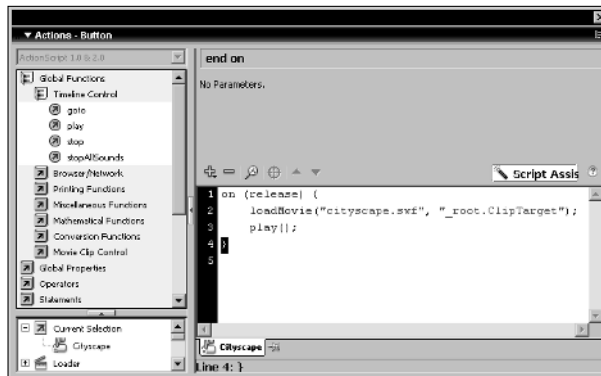 Actions - Button
ActionScript 1.0 & 2.0
Global Functions
Timeline Control
goto
play
stop
stopAllSounds
Browser/Network
Printing Functions
Miscellaneous Functions
Mathematical Functions
Conversion Functions
Movie Clip Control
Global Properties
Operators
Statements
Current Selection
Cityscape
Loader
end on
No Parameters.
Script Assis
1 on (release) {
2 loadMovie("cityscape.swf", "_root.ClipTarget");
3 play();
4 }
5
Cityscape
Line 4: }